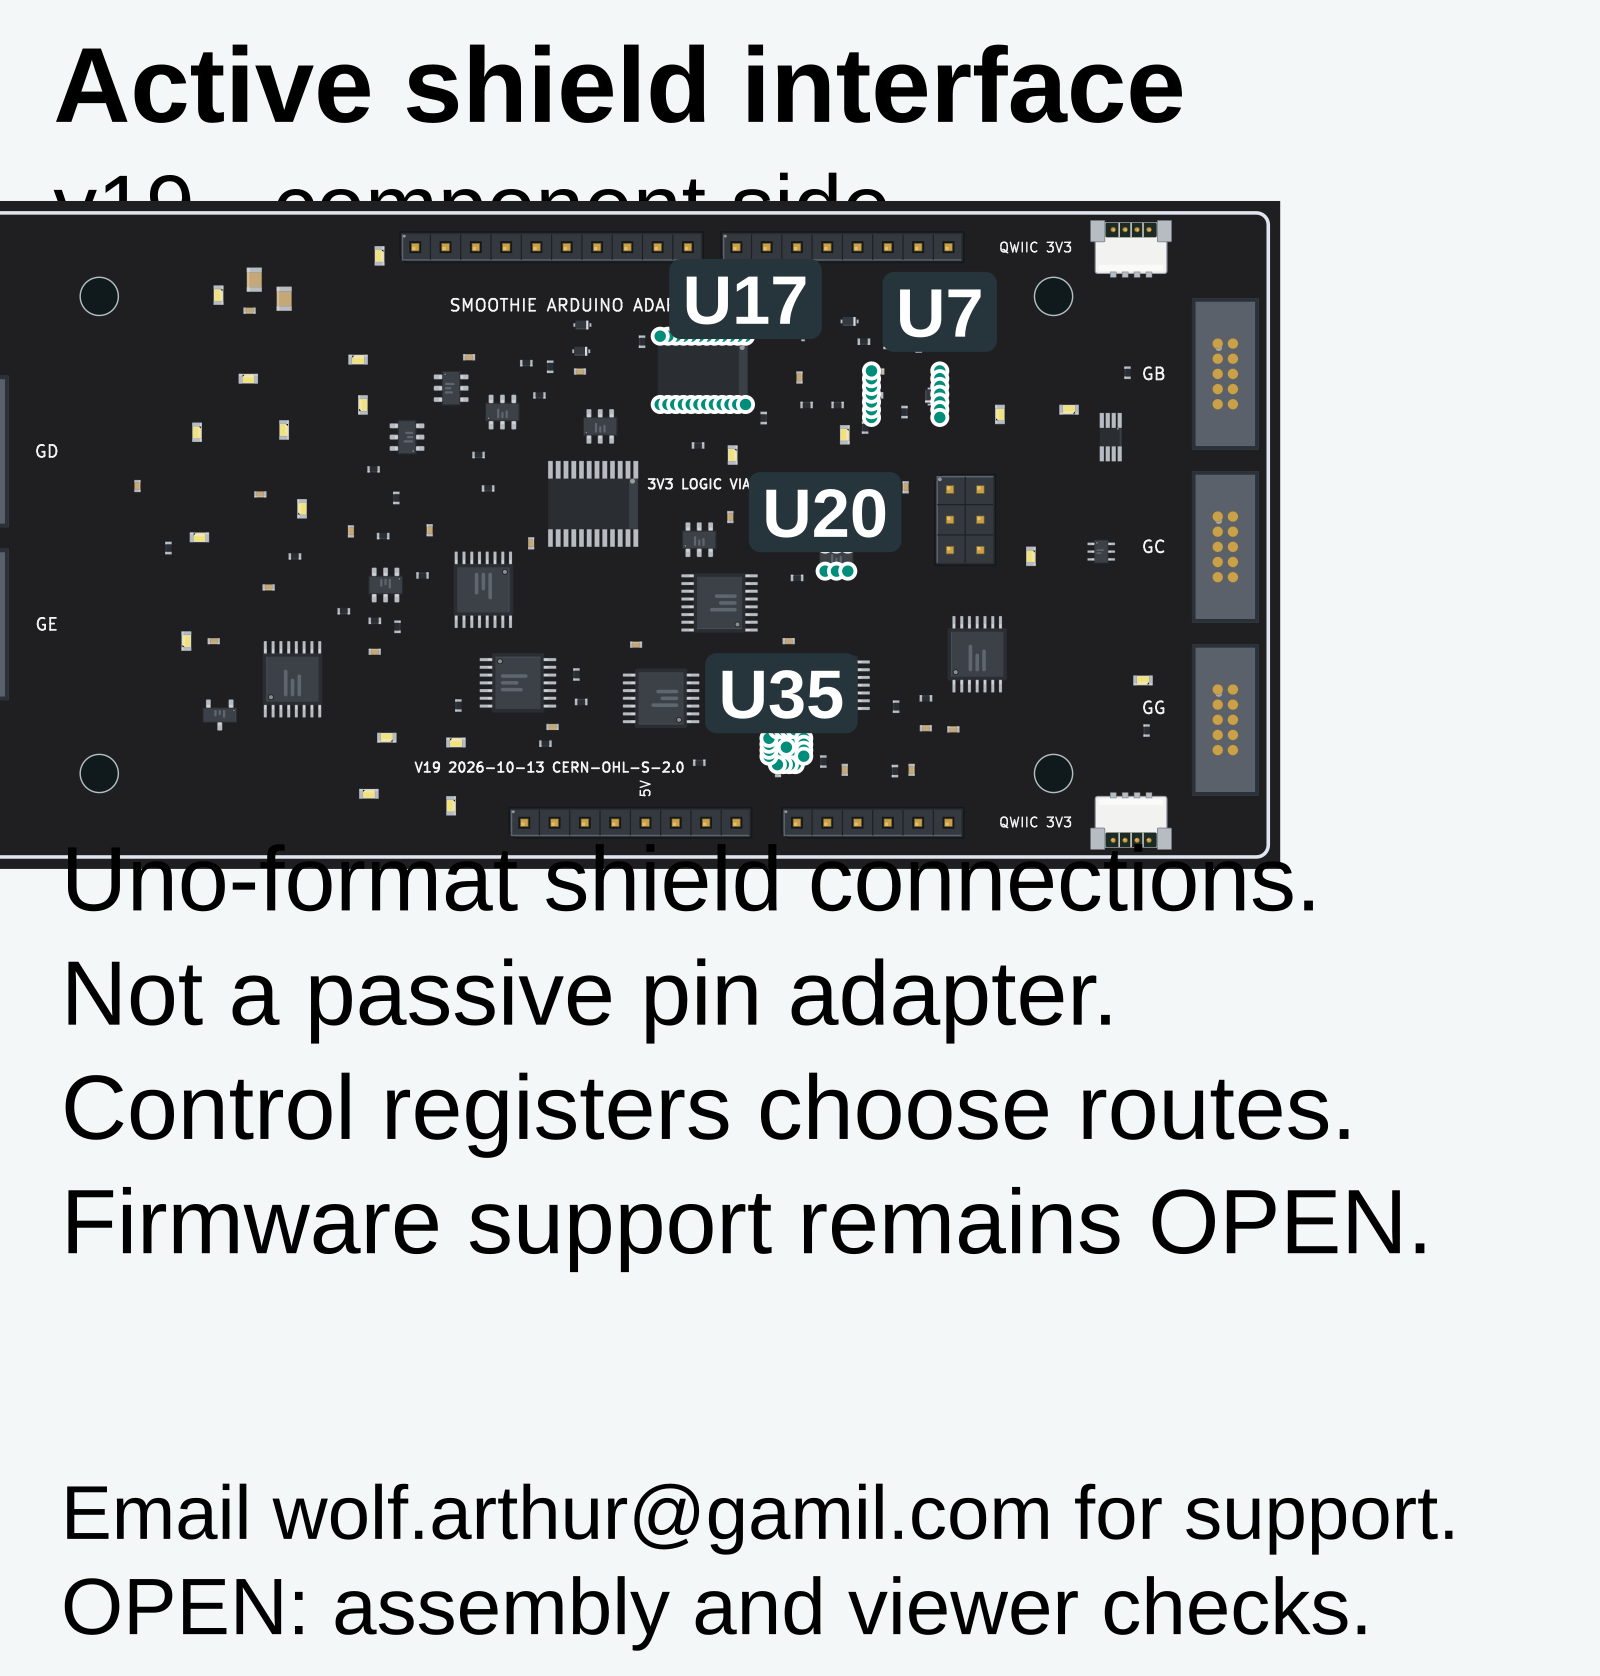 Active shield interface
v19 component side
QWIIC 3V3
U17
U7
SMOOTHIE ARDUINO
GB
GD
3V3 LOGIC VIA
U20
GC
GE
U35
GG
V19 2026-10-13 CERN-OHL-S-2.0
5V
QWIIC 3V3
Uno-format shield connections.
Not a passive pin adapter.
Control registers choose routes.
Firmware support remains OPEN.
Email wolf.arthur@gamil.com for support.
OPEN: assembly and viewer checks.